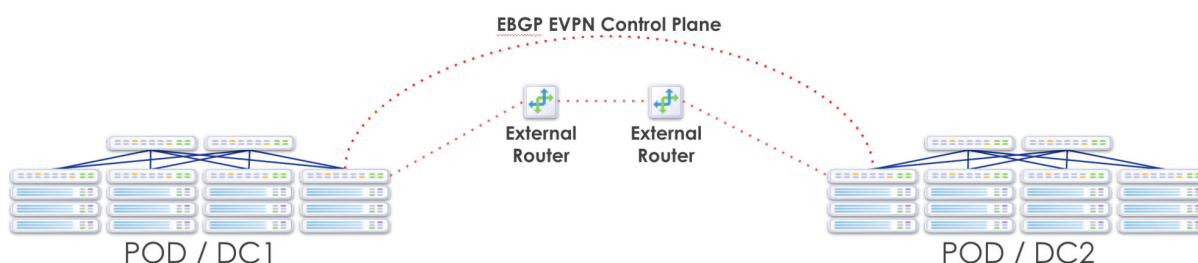 EBGP EVPN Control Plane
External
Router
External
Router
POD / DC1
POD / DC2